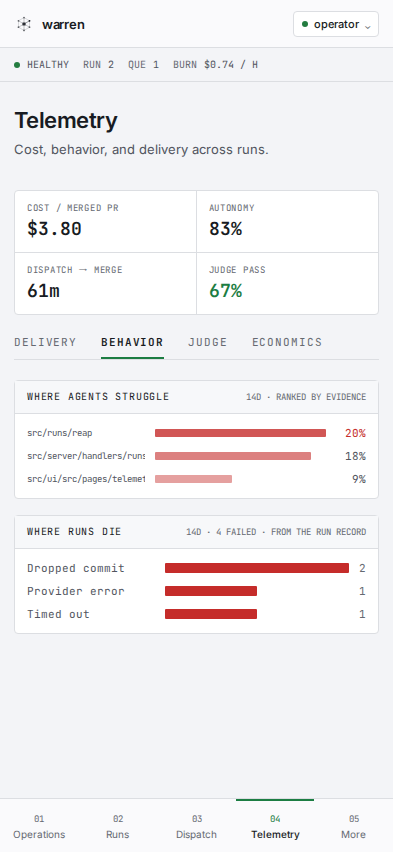 warren
operator
HEALTHY RUN 2 QUE 1 BURN $0.74 / H
Telemetry
Cost, behavior, and delivery across runs.
COST / MERGED PR
$3.80
AUTONOMY
83%
DISPATCH → MERGE
61m
JUDGE PASS
67%
DELIVERY BEHAVIOR JUDGE ECONOMICS
WHERE AGENTS STRUGGLE 14D · RANKED BY EVIDENCE
src/runs/reap 20%
src/server/handlers/runs 18%
src/ui/src/pages/telemet 9%
WHERE RUNS DIE 14D · 4 FAILED · FROM THE RUN RECORD
Dropped commit 2
Provider error 1
Timed out 1
01 02 03 04 05
Operations Runs Dispatch Telemetry More